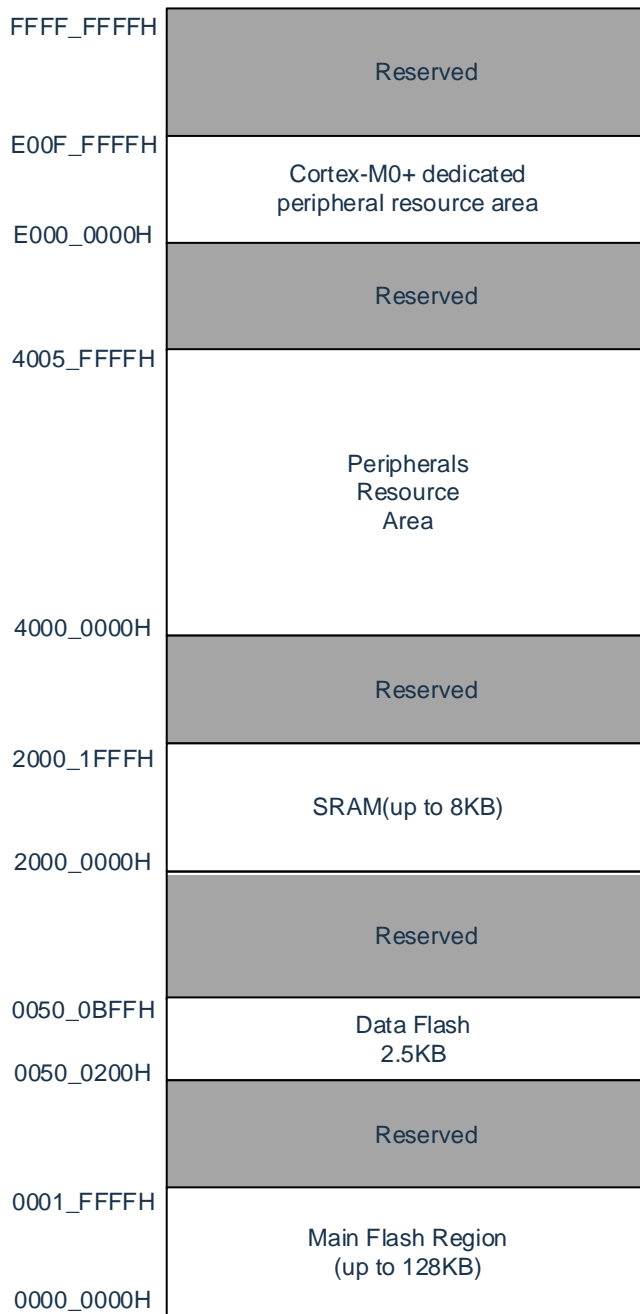 FFFF_FFFFH
Reserved
E00F_FFFFH
Cortex-M0+ dedicated
peripheral resource area
E000_0000H
Reserved
4005_FFFFH
Peripherals
Resource
Area
4000_0000H
Reserved
2000_1FFFH
SRAM(up to 8KB)
2000_0000H
Reserved
0050_0BFFH
Data Flash
2.5KB
0050_0200H
Reserved
0001_FFFFH
Main Flash Region
(up to 128KB)
0000_0000H